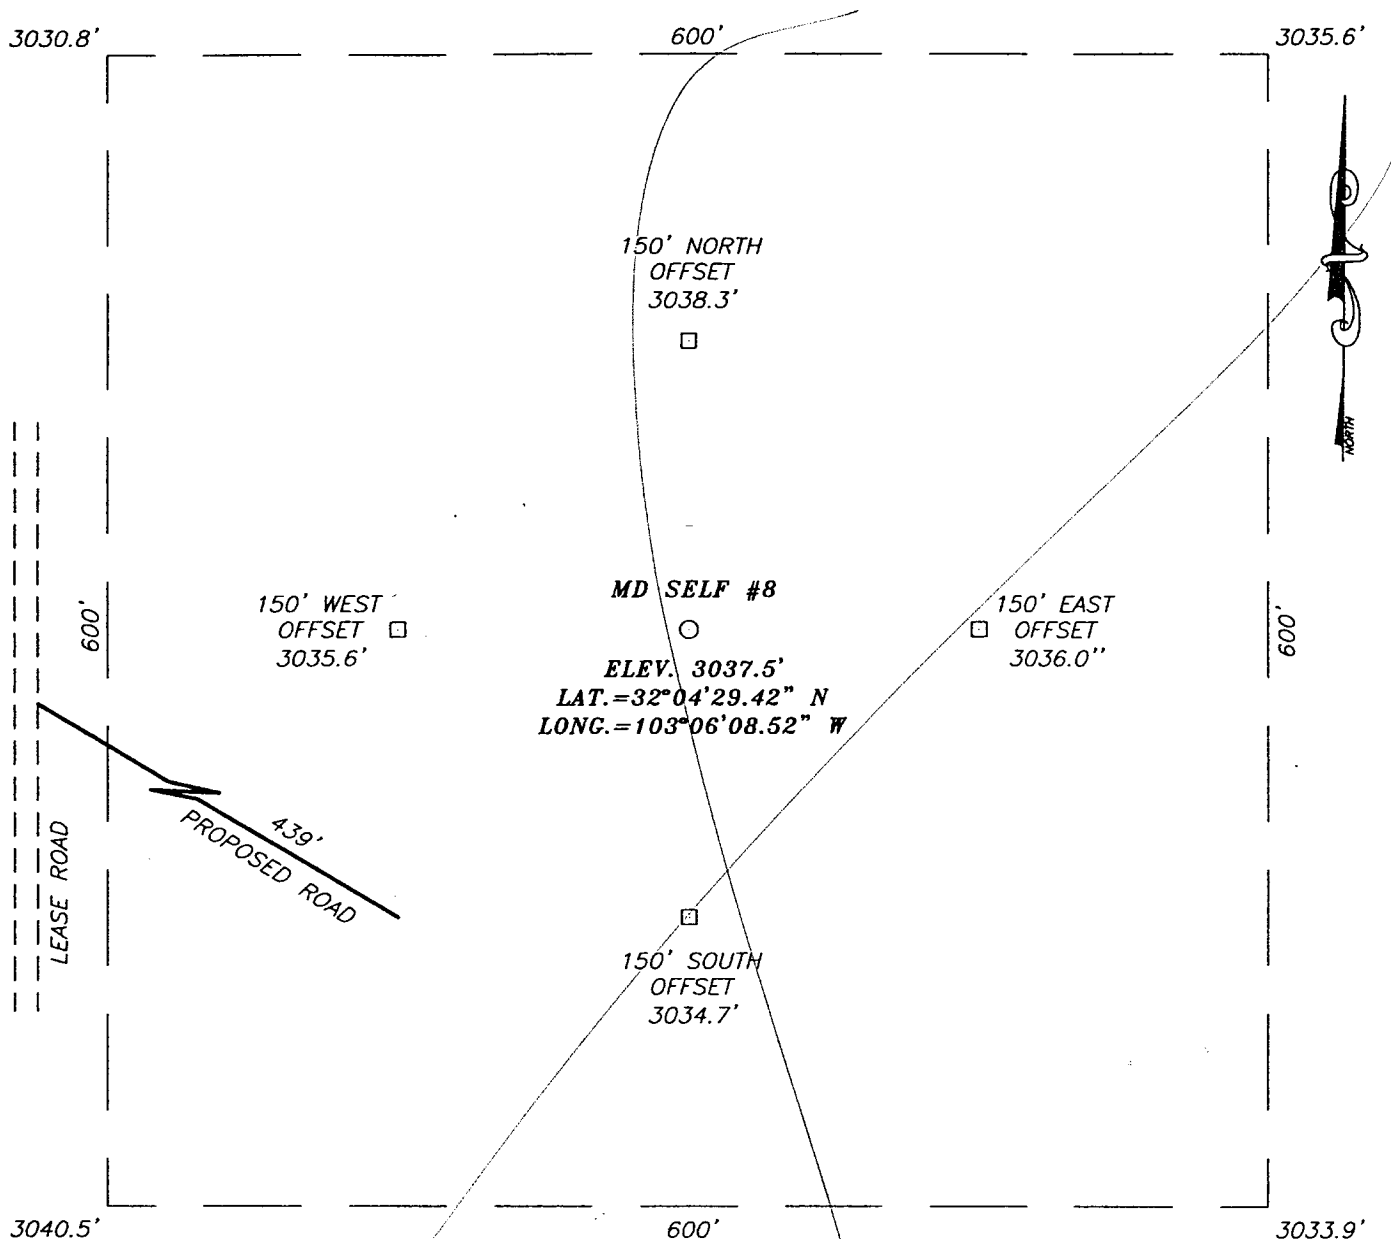 3030.8'
600'
3035.6'
150' NORTH
OFFSET
3038.3'
NORTH
MD SELF #8
600'
150' WEST
OFFSET
3035.6'
150' EAST
OFFSET
3036.0''
600'
ELEV. 3037.5'
LAT.=32°04'29.42" N
LONG.=103°06'08.52" W
439'
PROPOSED ROAD
LEASE ROAD
150' SOUTH
OFFSET
3034.7'
3040.5'
600'
3033.9'